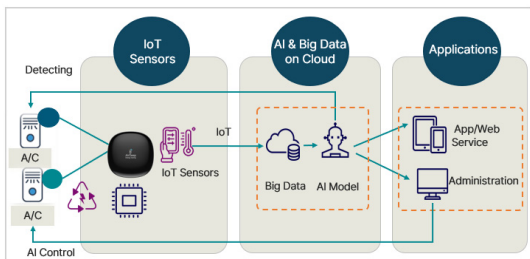 IoT
Sensors
AI & Big Data
on Cloud
Applications
Detecting
A/C
A/C
IoT Sensors
IoT
Big Data
AI Model
App/Web
Service
Administration
AI Control